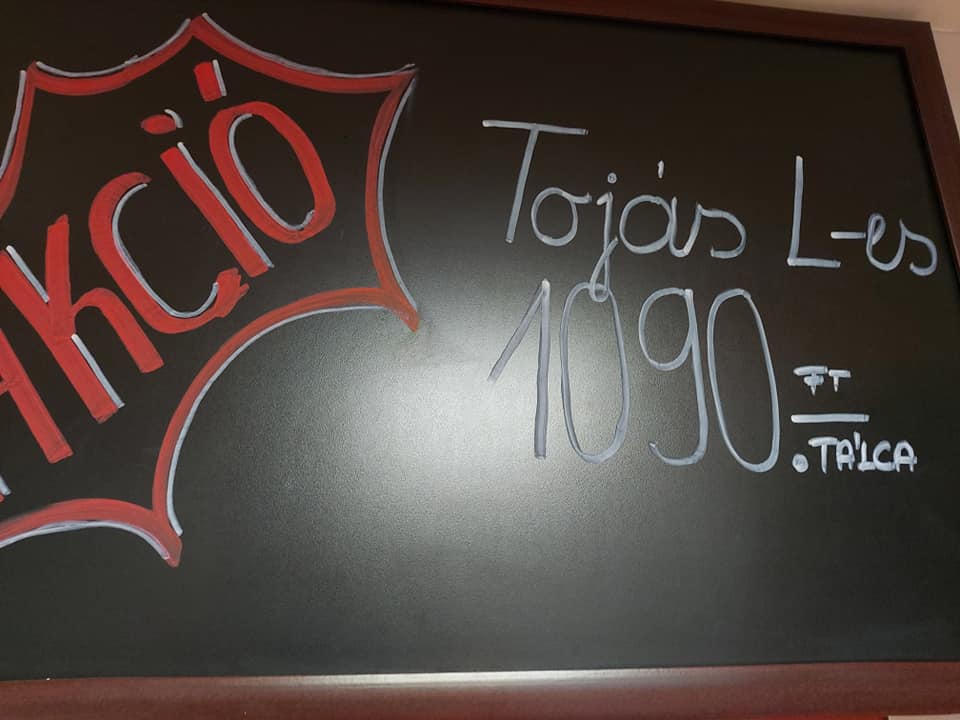 AKCIÓ
Tojás L-es
1090.
FT
TÁLCA